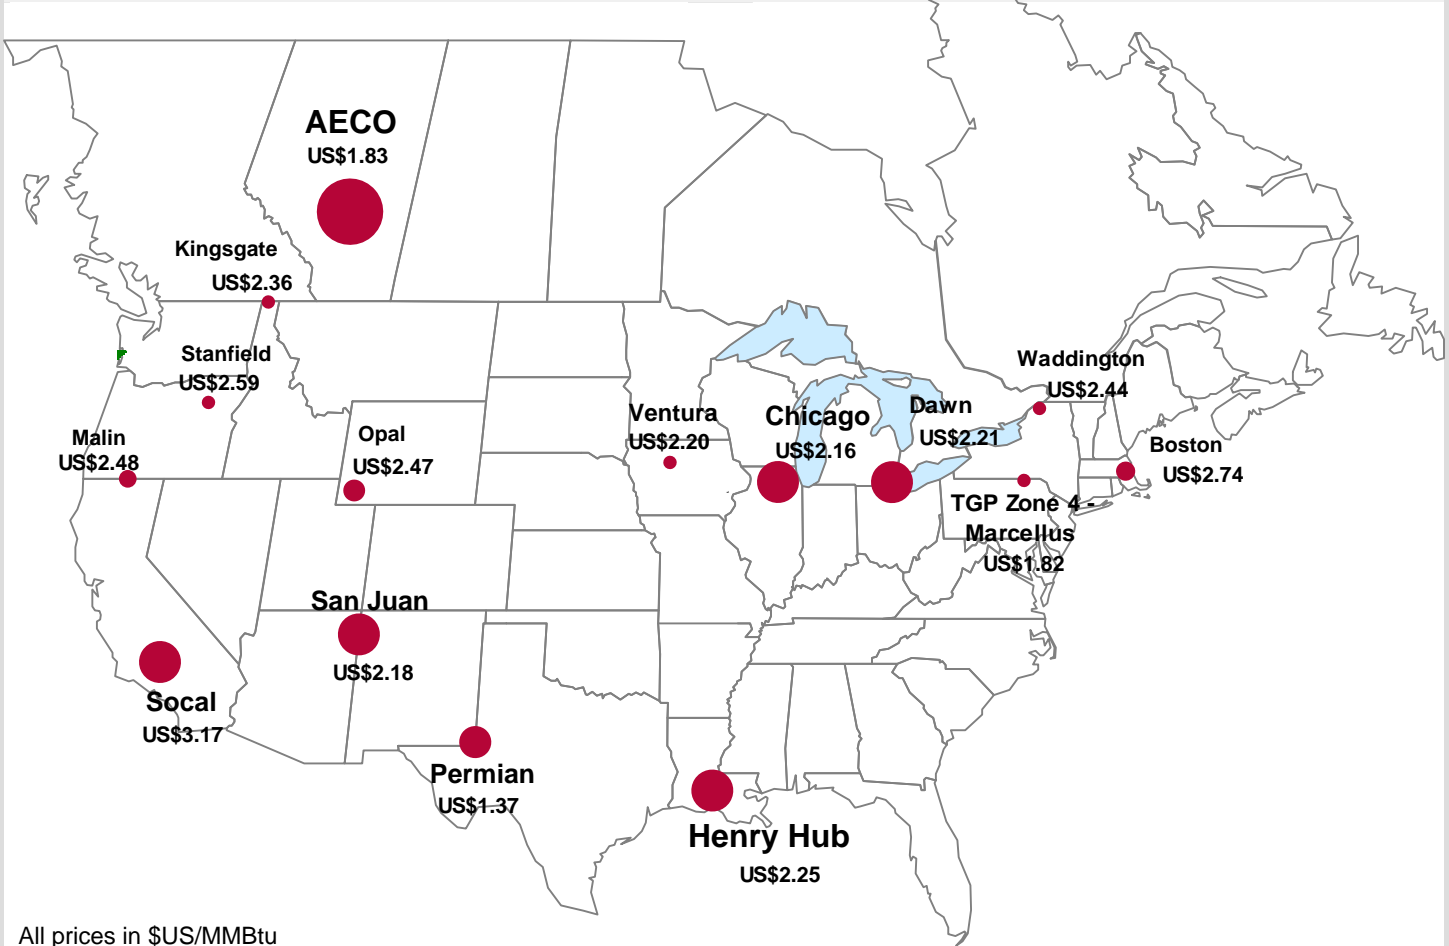 AECO
US$1.83
Kingsgate
US$2.36
Stanfield
US$2.59
Malin
US$2.48
Opal
US$2.47
Ventura
US$2.20
Chicago
US$2.16
Dawn
US$2.21
Waddington
US$2.44
Boston
US$2.74
TGP Zone 4 -
Marcellus
US$1.82
San Juan
US$2.18
Socal
US$3.17
Permian
US$1.37
Henry Hub
US$2.25
All prices in $US/MMBtu